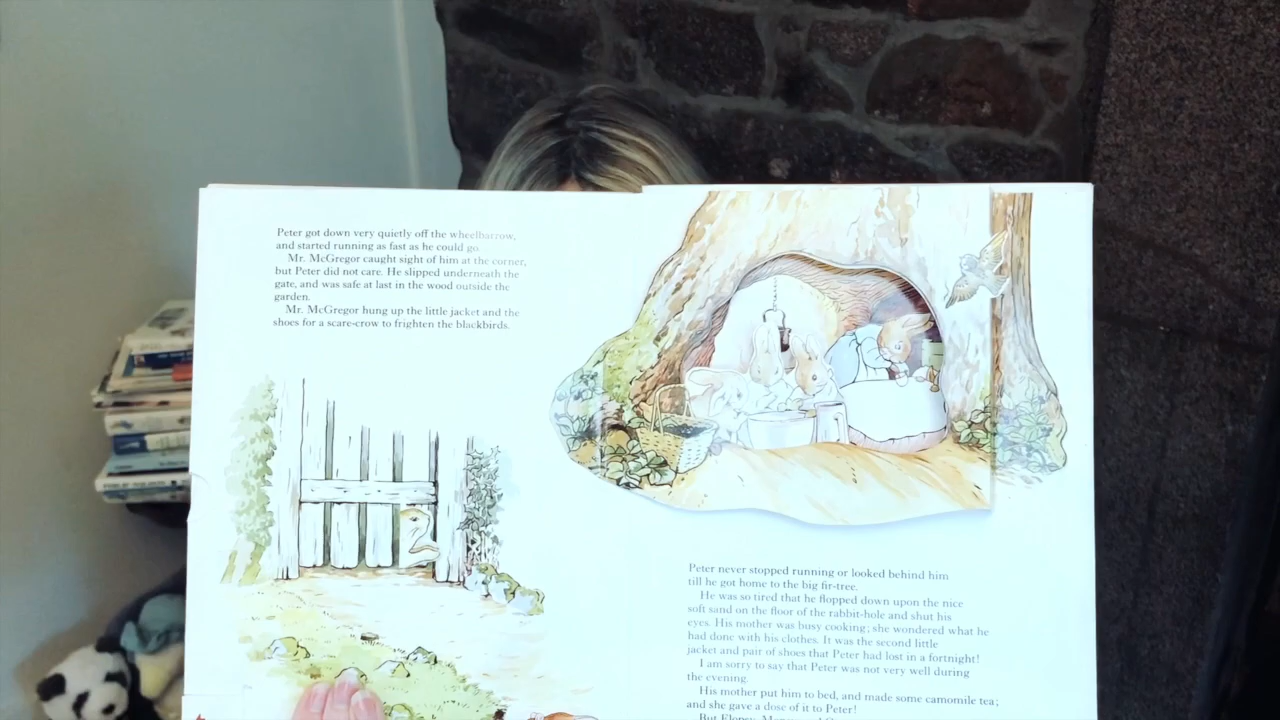 Peter got down very quietly off the wheelbarrow,
and started running as fast as he could go.
Mr. McGregor caught sight of him at the corner,
but Peter did not care. He slipped underneath the
gate, and was safe at last in the wood outside the
garden.
Mr. McGregor hung up the little jacket and the
shoes for a scare-crow to frighten the blackbirds.
Peter never stopped running or looked behind him
till he got home to the big fir-tree.
He was so tired that he flopped down upon the nice
soft sand on the floor of the rabbit-hole and shut his
eyes. His mother was busy cooking; she wondered what he
had done with his clothes. It was the second little
jacket and pair of shoes that Peter had lost in a fortnight!
I am sorry to say that Peter was not very well during
the evening.
His mother put him to bed, and made some camomile tea;
and she gave a dose of it to Peter!
But Flopsy,